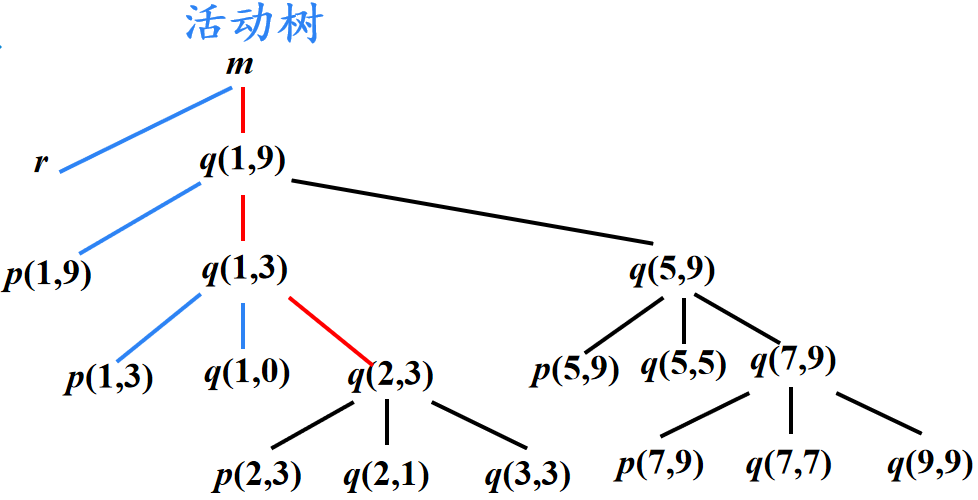 活动树
m
r
q(1,9)
p(1,9)
q(1,3)
q(5,9)
p(1,3)
q(1,0)
q(2,3)
p(5,9)
q(5,5)
q(7,9)
p(2,3)
q(2,1)
q(3,3)
p(7,9)
q(7,7)
q(9,9)